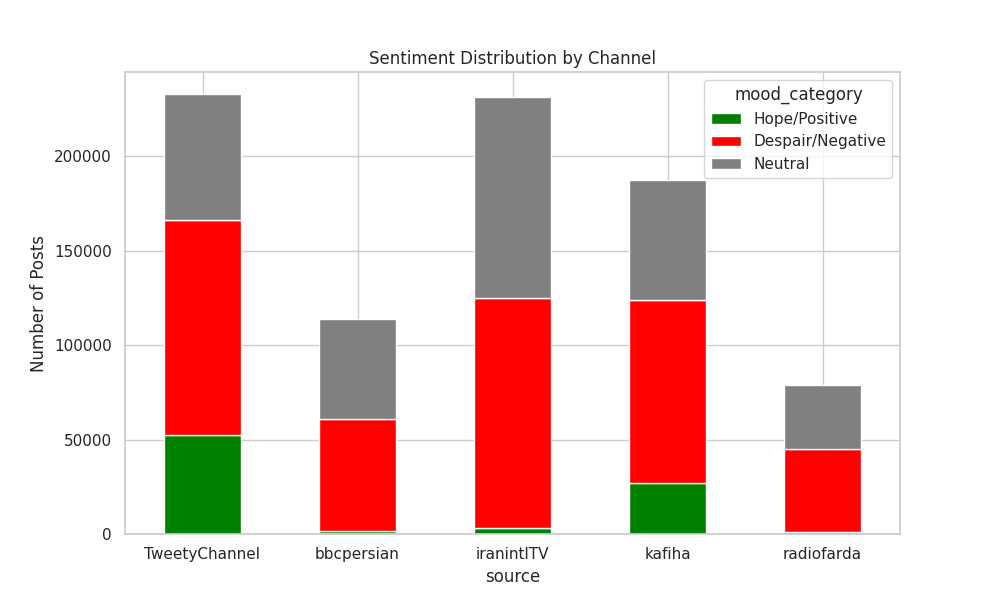 Sentiment Distribution by Channel
mood_category
Hope/Positive
Despair/Negative
Neutral
Number of Posts
200000
150000
100000
50000
0
TweetyChannel
bbcpersian
iranintlTV
kafiha
radiofarda
source